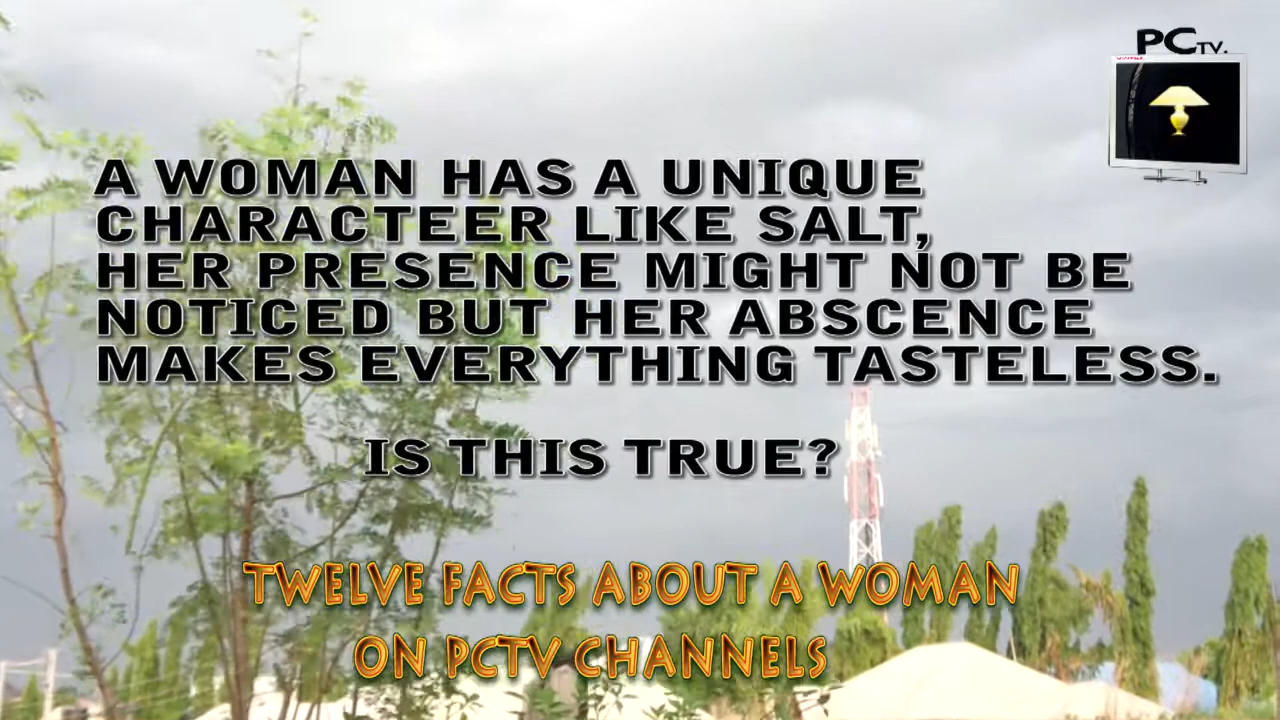 PCTV.
A WOMAN HAS A UNIQUE
CHARACTEER LIKE SALT,
HER PRESENCE MIGHT NOT BE
NOTICED BUT HER ABSCENCE
MAKES EVERYTHING TASTELESS.
IS THIS TRUE?
TWELVE FACTS ABOUT A WOMAN
ON PCTV CHANNELS